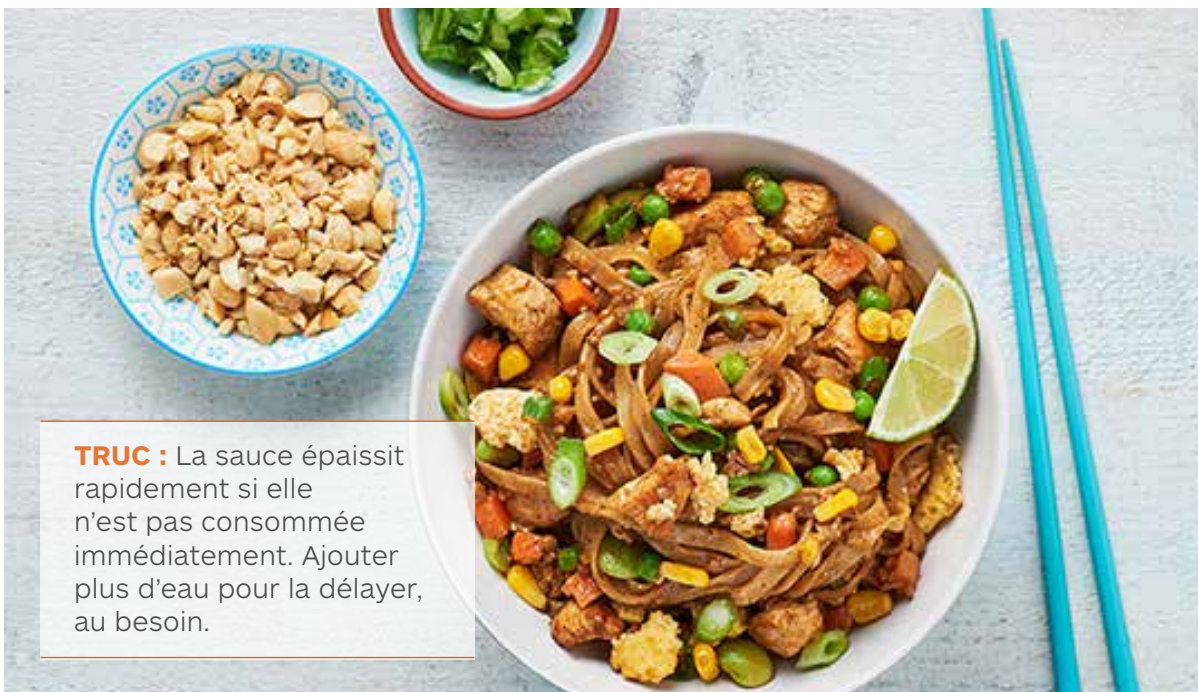 TRUC : La sauce épaissit
rapidement si elle
n’est pas consommée
immédiatement. Ajouter
plus d’eau pour la délayer,
au besoin.